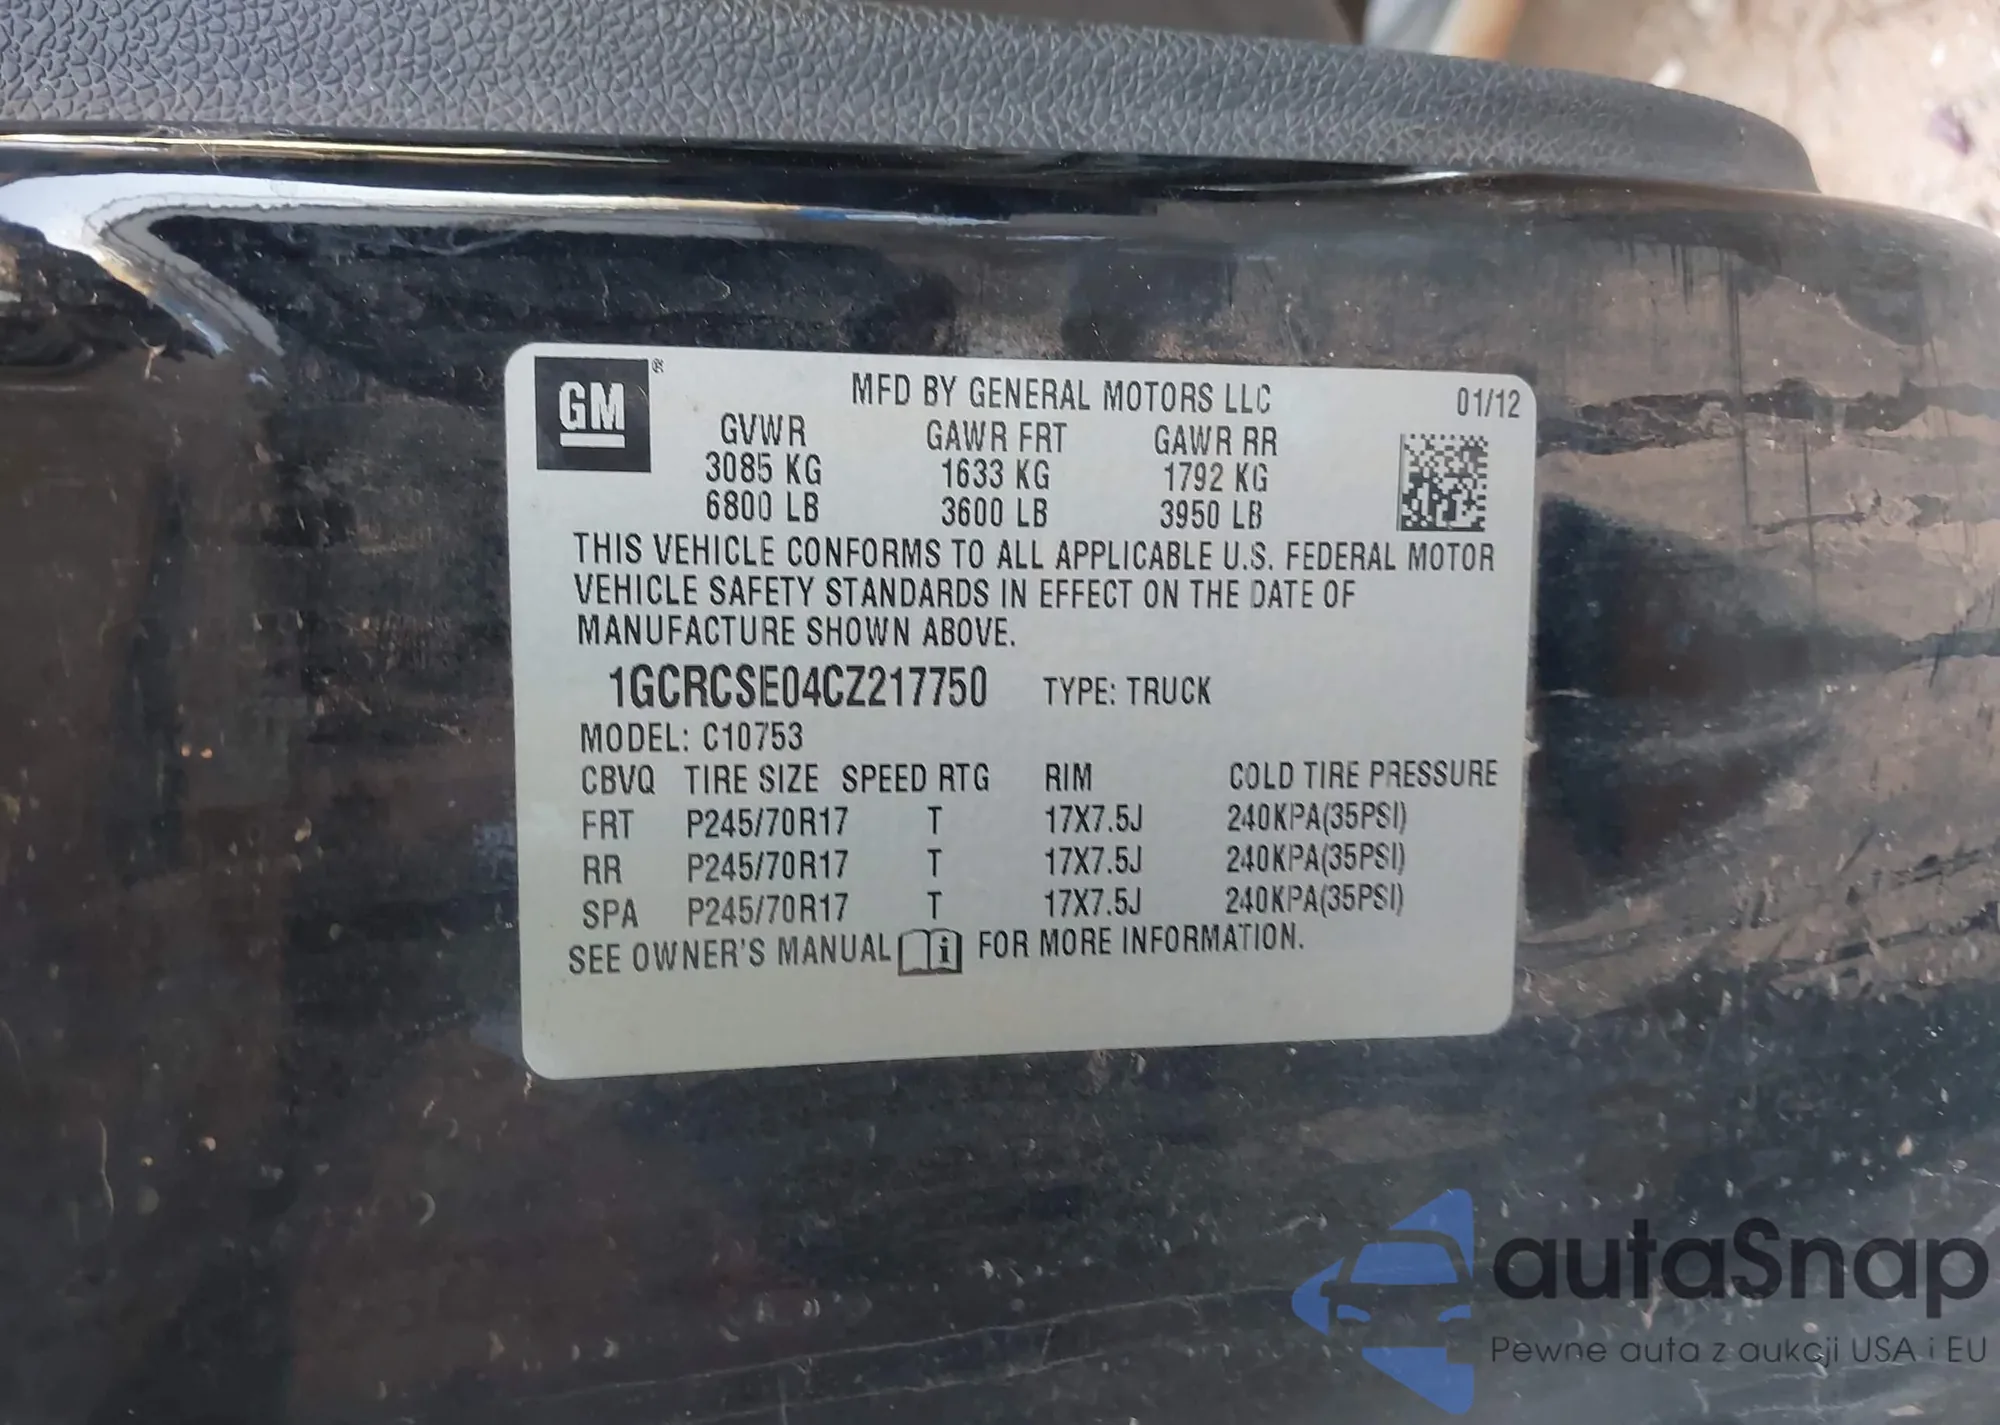 GM ®
MFD BY GENERAL MOTORS LLC 01/12
GVWR GAWR FRT GAWR RR
3085 KG 1633 KG 1792 KG
6800 LB 3600 LB 3950 LB
THIS VEHICLE CONFORMS TO ALL APPLICABLE U.S. FEDERAL MOTOR
VEHICLE SAFETY STANDARDS IN EFFECT ON THE DATE OF
MANUFACTURE SHOWN ABOVE.
1GCRCSE04CZ217750 TYPE: TRUCK
MODEL: C10753
CBVQ TIRE SIZE SPEED RTG RIM COLD TIRE PRESSURE
FRT P245/70R17 T 17X7.5J 240KPA(35PSI)
RR P245/70R17 T 17X7.5J 240KPA(35PSI)
SPA P245/70R17 T 17X7.5J 240KPA(35PSI)
SEE OWNER'S MANUAL i FOR MORE INFORMATION.
autaSnap
Pewne auta z aukcji USA i EU